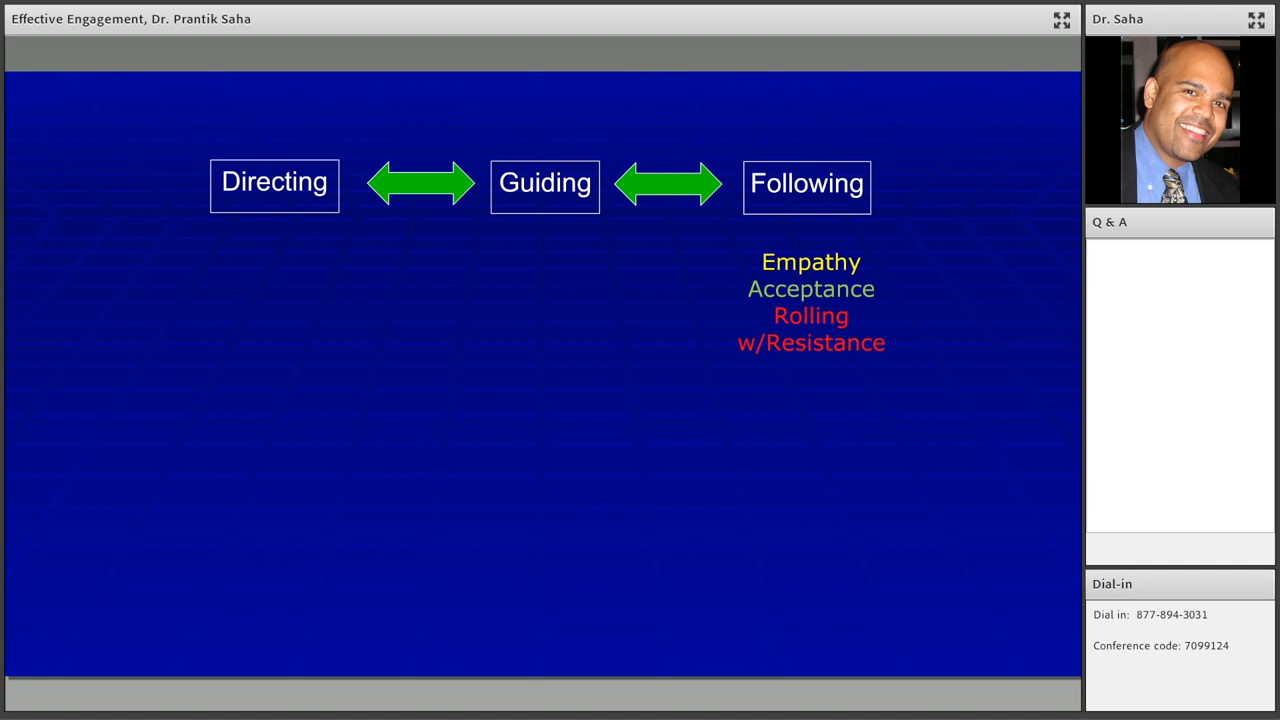 Effective Engagement, Dr. Prantik Saha
Dr. Saha
Directing
Guiding
Following
Empathy
Acceptance
Rolling
w/Resistance
Q & A
Dial-in
Dial in: 877-894-3031
Conference code: 7099124